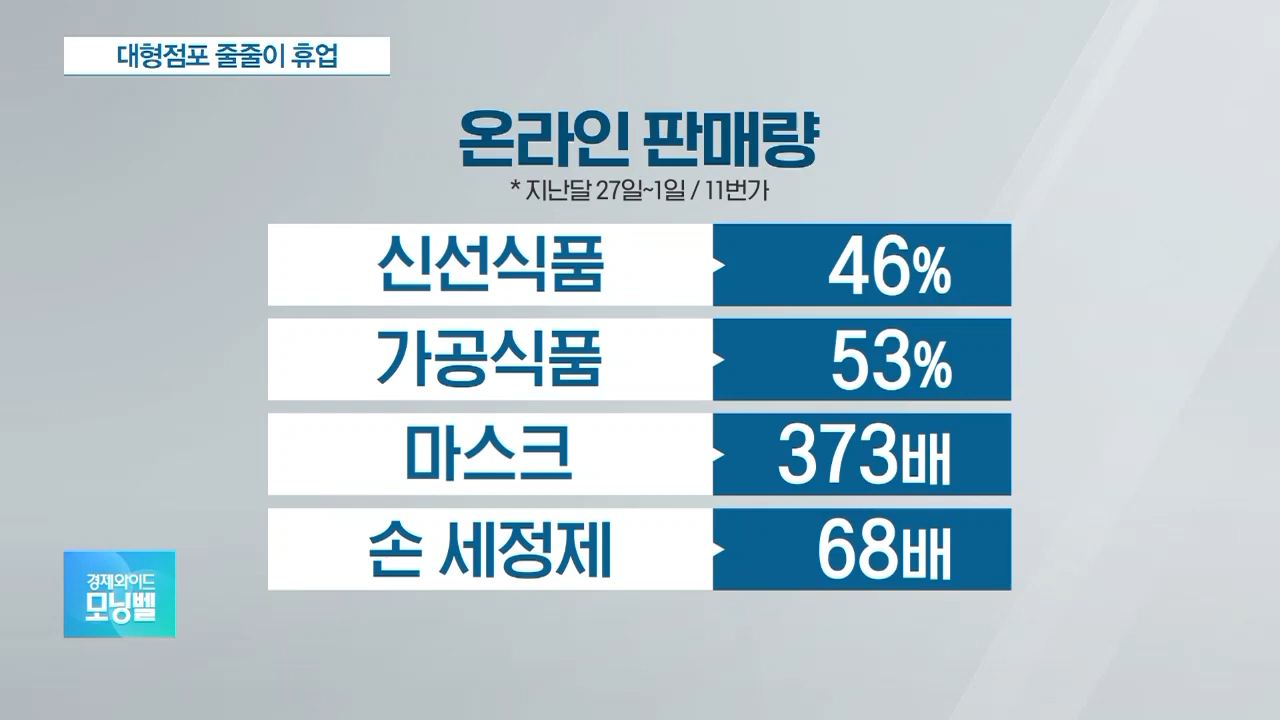 대형점포 줄줄이 휴업
온라인 판매량
* 지난달 27일~1일 / 11번가
신선식품 46%
가공식품 53%
마스크 373배
손 세정제 68배
경제와이드
모닝벨